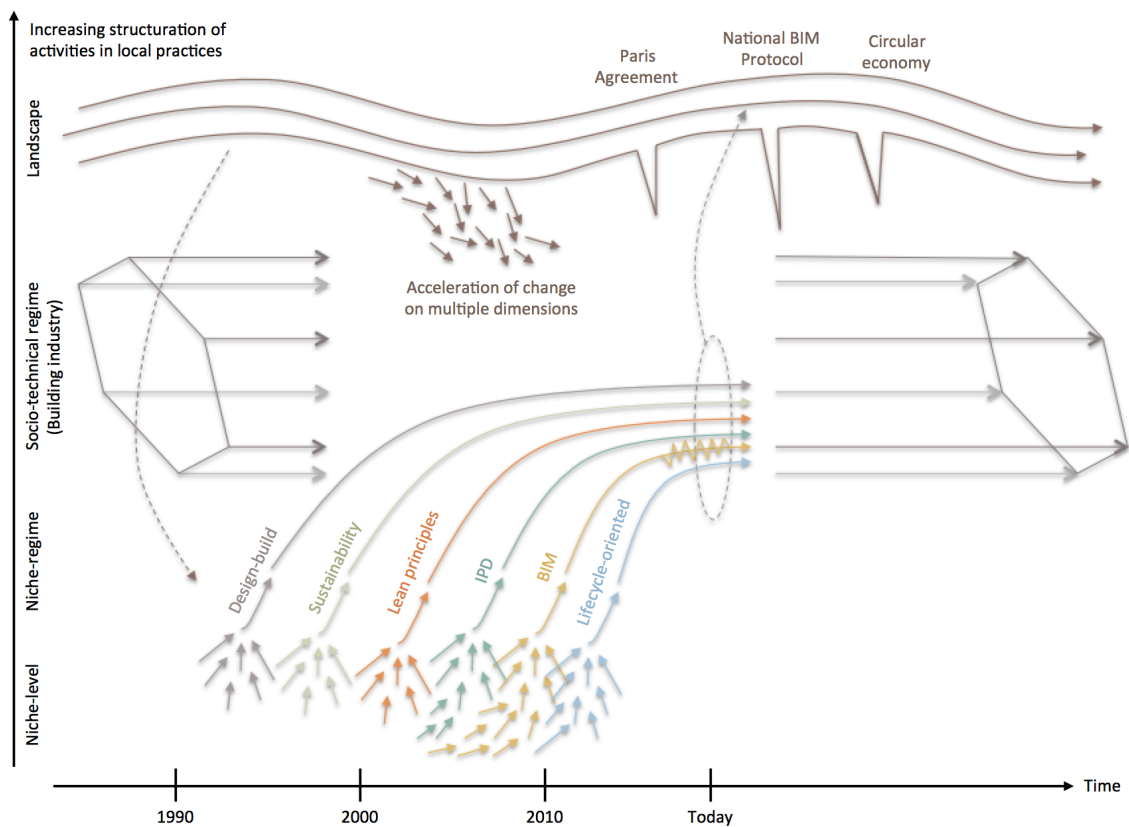 Increasing structuration of
activities in local practices
Paris
Agreement
National BIM
Protocol
Circular
economy
Landscape
Acceleration of change
on multiple dimensions
Socio-technical regime
(Building industry)
Niche-regime
Design-build
Sustainability
Lean principles
IPD
BIM
Lifecycle-oriented
Niche-level
Time
1990
2000
2010
Today